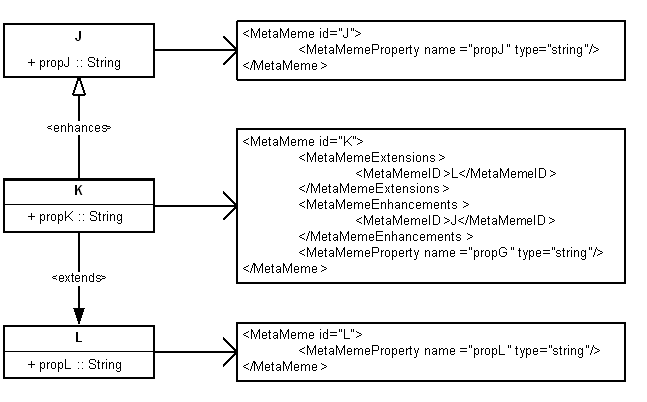 J
+ propJ :: String
<MetaMeme id="J">
<MetaMemeProperty name ="propJ" type="string"/>
</MetaMeme >
<enhances>
K
+ propK :: String
<MetaMeme id="K">
<MetaMemeExtensions >
<MetaMemeID >L</MetaMemeID >
</MetaMemeExtensions >
<MetaMemeEnhancements >
<MetaMemeID >J</MetaMemeID >
</MetaMemeEnhancements >
<MetaMemeProperty name ="propG" type="string"/>
</MetaMeme >
<extends>
L
+ propL :: String
<MetaMeme id="L">
<MetaMemeProperty name ="propL" type="string"/>
</MetaMeme >